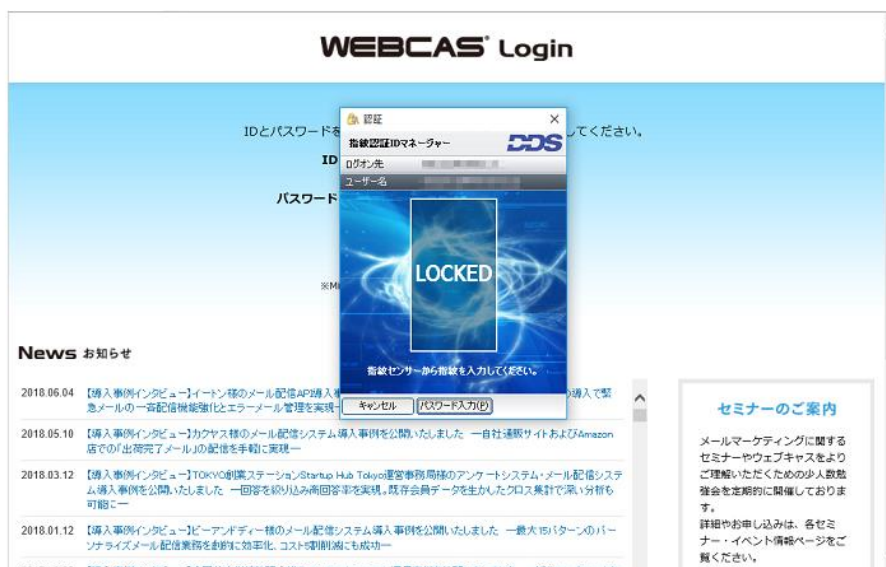 WEBCAS Login
IDとパスワードを
してください。
ID
パスワード
認証
指紋認証IDマネージャー
DDS
ログオン先
ユーザー名
LOCKED
指紋センサーから指紋を入力してください。
キャンセル
パスワード入力(P)
News お知らせ
2018.06.04 【導入事例インタビュー】イートン様のメール配信API導入事
導入で緊
急メールの一斉配信機能強化とエラーメール管理を実現
2018.05.10 【導入事例インタビュー】カクヤス様のメール配信システム導入事例を公開いたしました ―自社通販サイトおよびAmazon
店での「出荷完了メール」の配信を手軽に実現―
2018.03.12 【導入事例インタビュー】TOKYO創業ステーションStartup Hub Tokyo運営事務局様のアンケートシステム・メール配信システ
ム導入事例を公開いたしました ―回答を絞り込み高回答率を実現。既存会員データを生かしたクロス集計で深い分析も
可能に―
2018.01.12 【導入事例インタビュー】ビーアンドディー様のメール配信システム導入事例を公開いたしました ―最大15パターンのパー
ソナライズメール配信業務を劇的に効率化、コスト5割削減にも成功―
セミナーのご案内
メールマーケティングに関する
セミナーやウェブキャスをより
ご理解いただくための少人数勉
強会を定期的に開催しておりま
す。
詳細やお申し込みは、各セミ
ナー・イベント情報ページをご
覧ください。